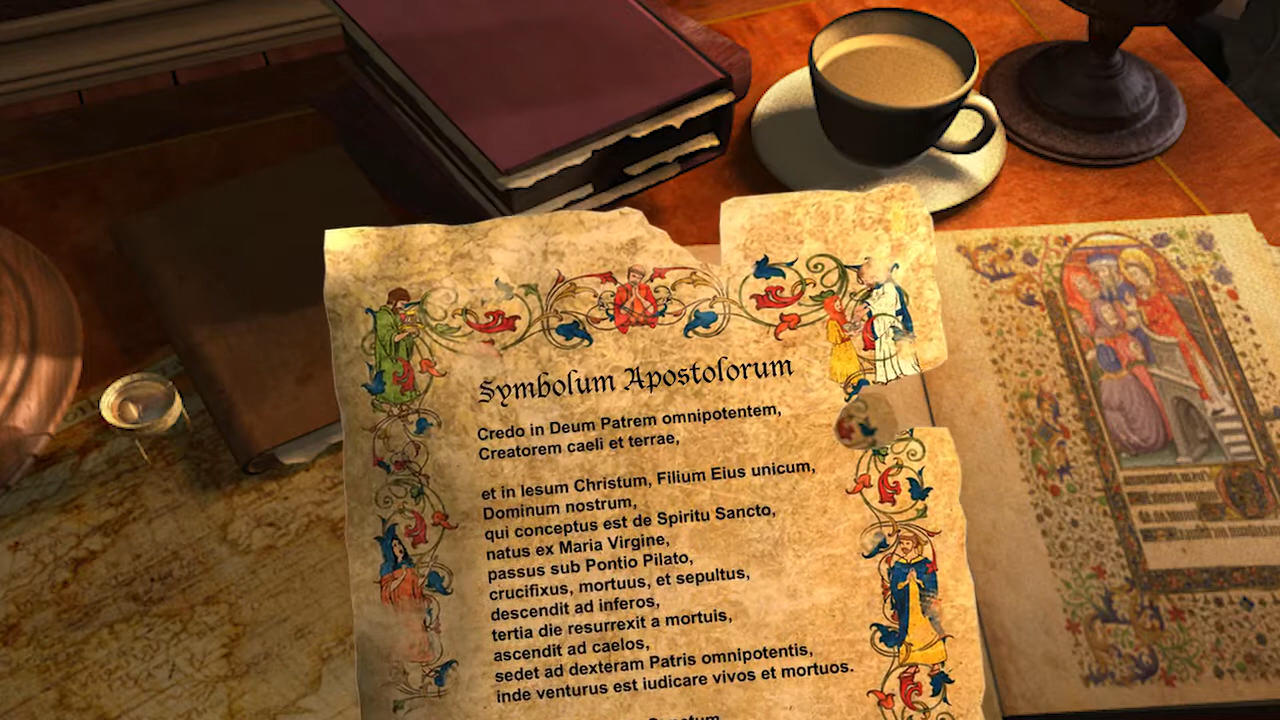 Symbolum Apostolorum
Credo in Deum Patrem omnipotentem,
Creatorem caeli et terrae,
et in Iesum Christum, Filium Eius unicum,
Dominum nostrum,
qui conceptus est de Spiritu Sancto,
natus ex Maria Virgine,
passus sub Pontio Pilato,
crucifixus, mortuus, et sepultus,
descendit ad inferos,
tertia die resurrexit a mortuis,
ascendit ad caelos,
sedet ad dexteram Patris omnipotentis,
inde venturus est iudicare vivos et mortuos.